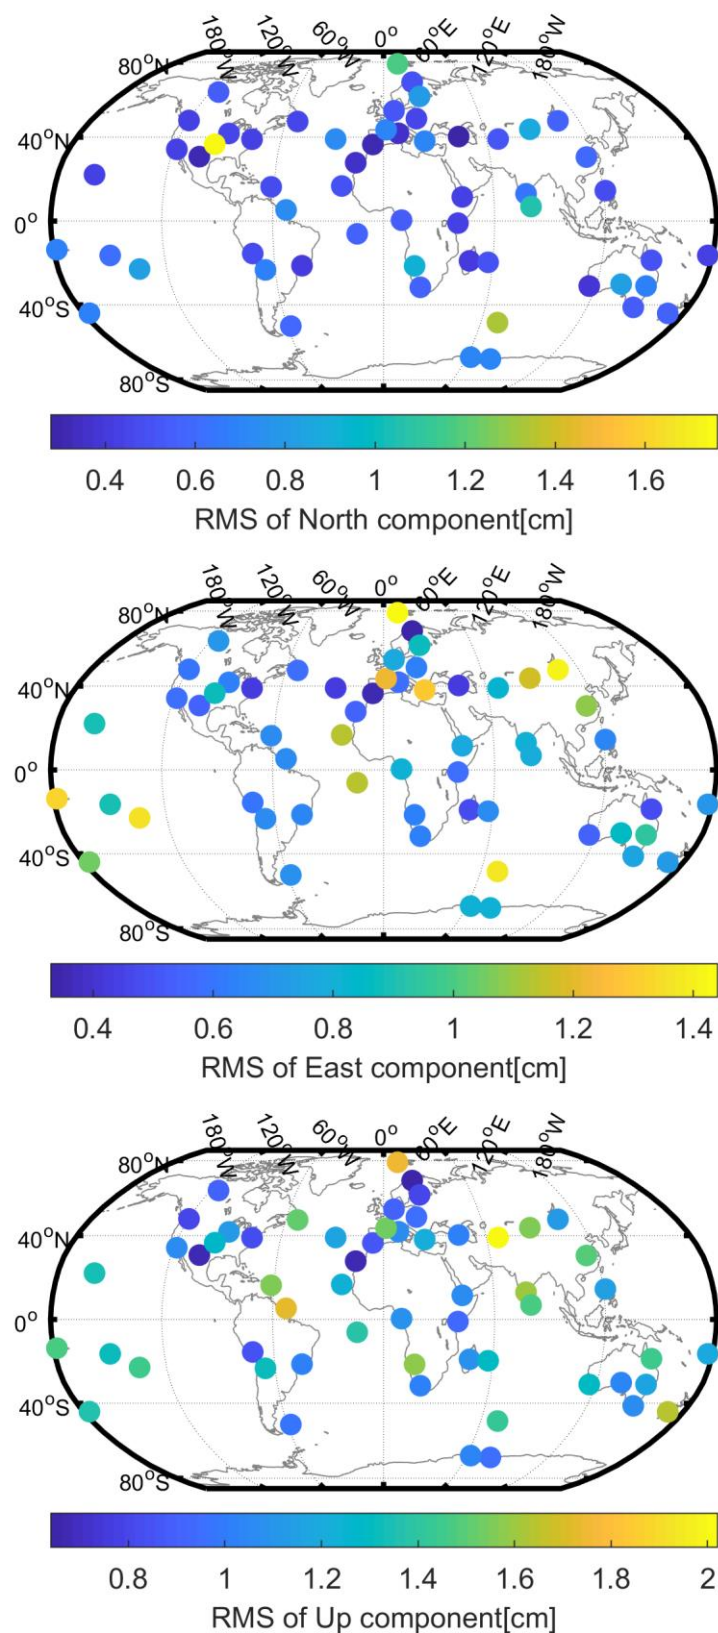 180°W 120°W 60°W 0° 60°E 120°E 180°W
80°N
40°N
0°
40°S
80°S
0.4 0.6 0.8 1 1.2 1.4 1.6
RMS of North component[cm]
180°W 120°W 60°W 0° 60°E 120°E 180°W
80°N
40°N
0°
40°S
80°S
0.4 0.6 0.8 1 1.2 1.4
RMS of East component[cm]
180°W 120°W 60°W 0° 60°E 120°E 180°W
80°N
40°N
0°
40°S
80°S
0.8 1 1.2 1.4 1.6 1.8 2
RMS of Up component[cm]